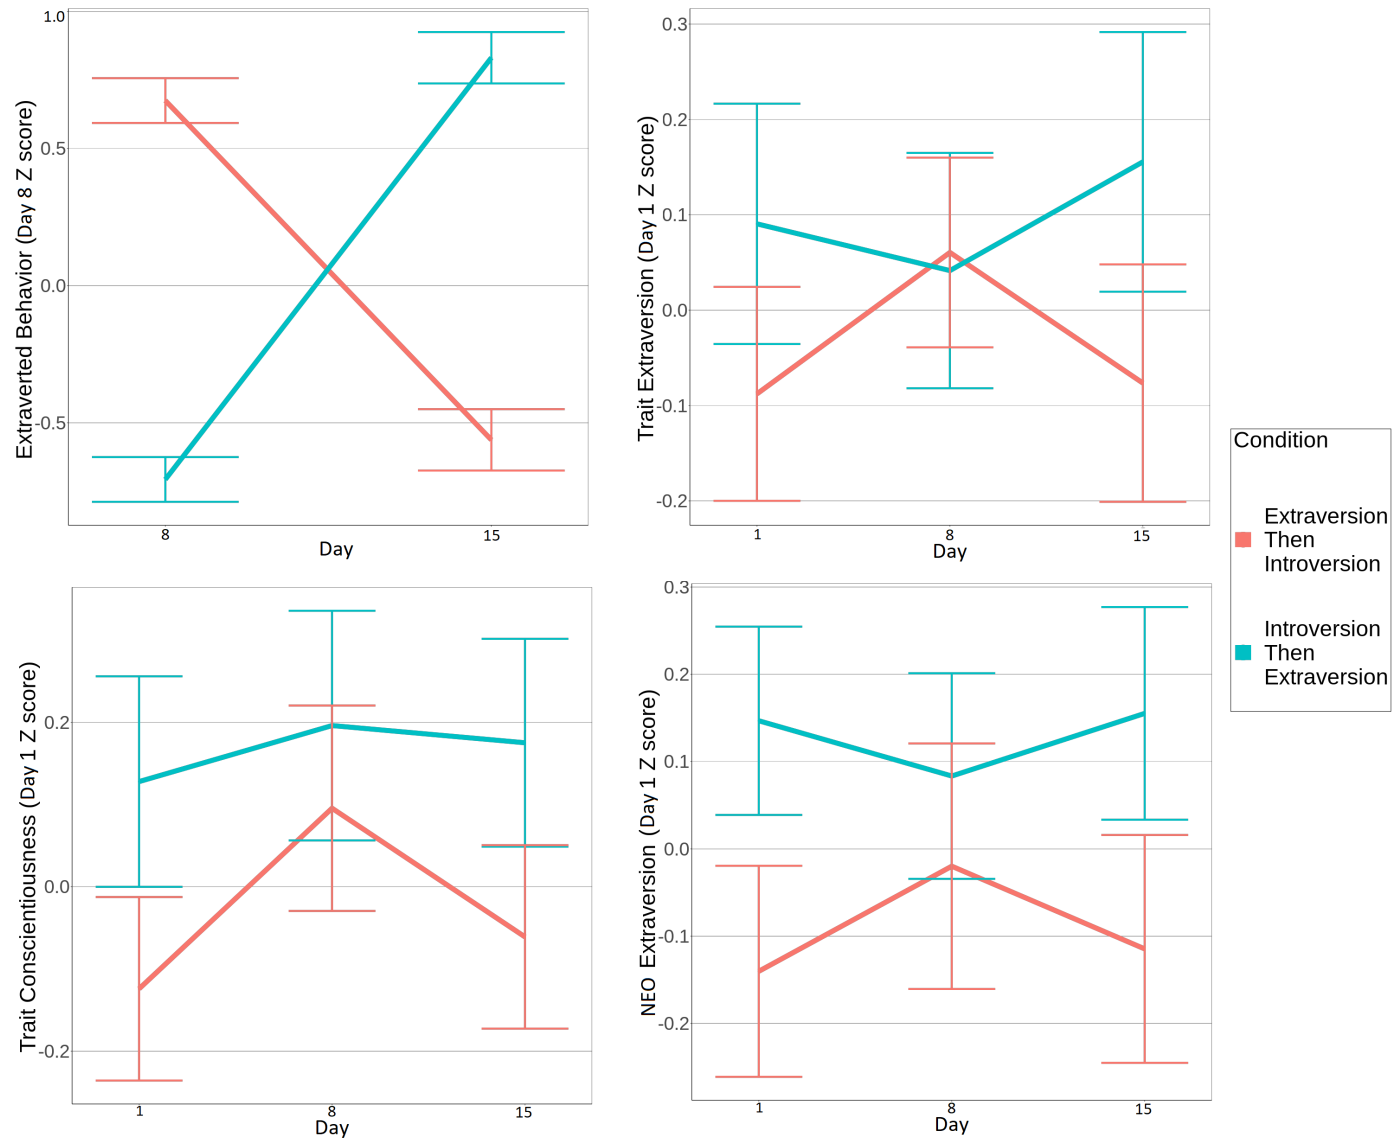 Extraverted Behavior (Day 8 Z score)
1.0
0.5
0.0
-0.5
8
15
Day
Trait Extraversion (Day 1 Z score)
0.3
0.2
0.1
0.0
-0.1
-0.2
1
8
15
Day
Trait Conscientiousness (Day 1 Z score)
0.2
0.0
-0.2
1
8
15
Day
NEO Extraversion (Day 1 Z score)
0.3
0.2
0.1
0.0
-0.1
-0.2
1
8
15
Day
Condition
Extraversion
Then
Introversion
Introversion
Then
Extraversion